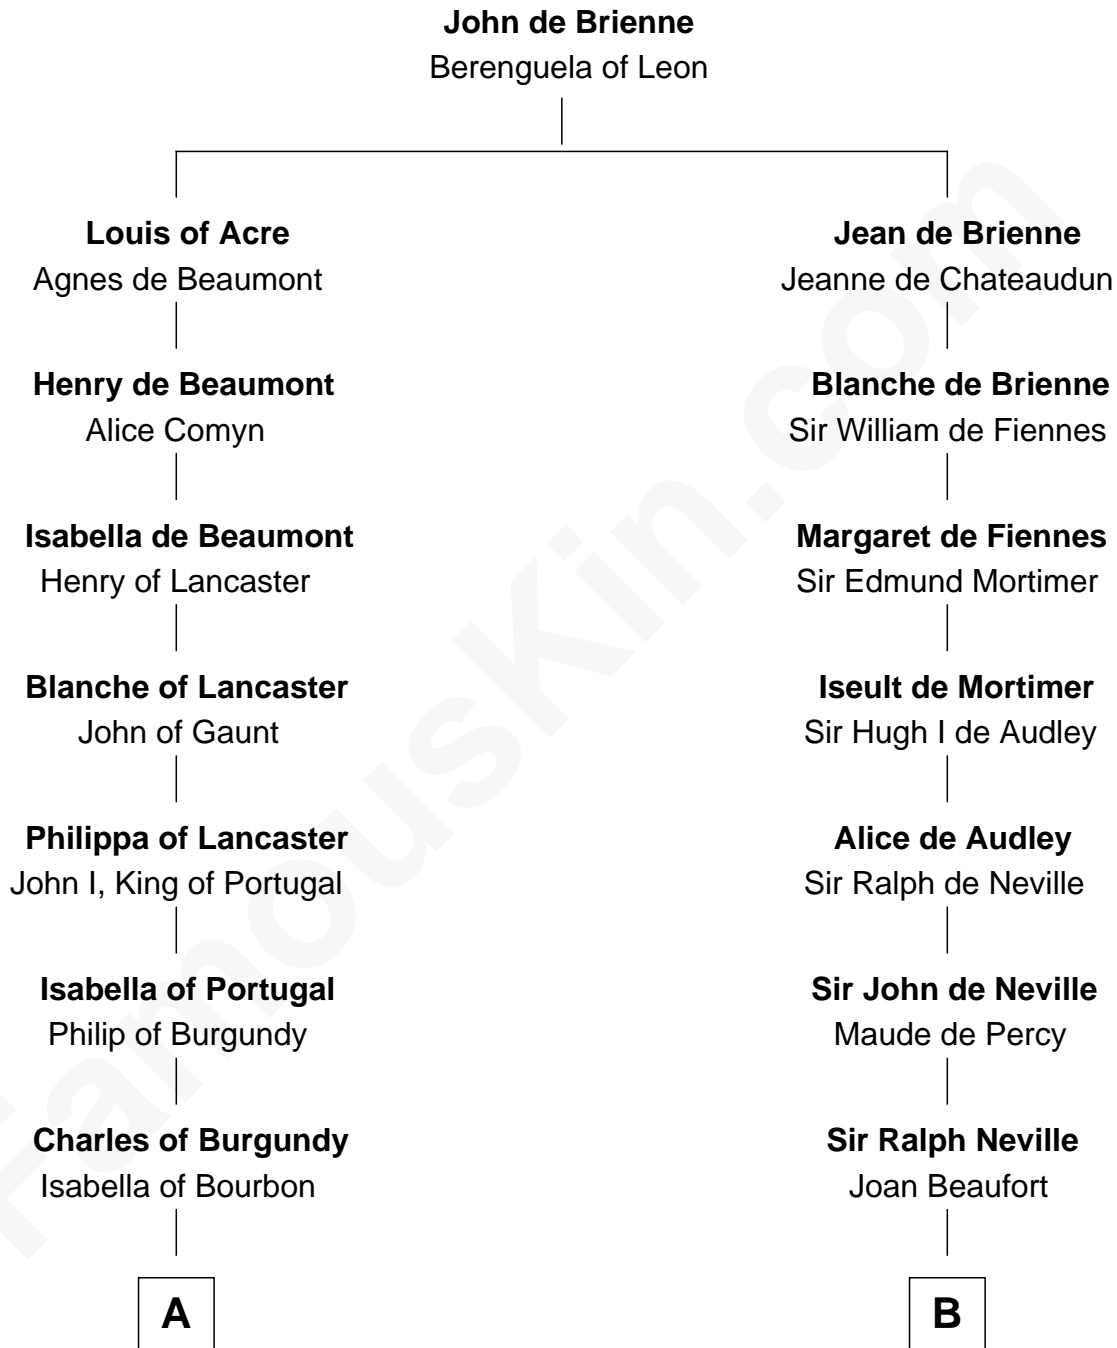 John de Brienne
Berenguela of Leon
Louis of Acre
Agnes de Beaumont
Jean de Brienne
Jeanne de Chateaudun
Henry de Beaumont
Alice Comyn
Blanche de Brienne
Sir William de Fiennes
Isabella de Beaumont
Henry of Lancaster
Margaret de Fiennes
Sir Edmund Mortimer
Blanche of Lancaster
John of Gaunt
Iseult de Mortimer
Sir Hugh I de Audley
Philippa of Lancaster
John I, King of Portugal
Alice de Audley
Sir Ralph de Neville
Isabella of Portugal
Philip of Burgundy
Sir John de Neville
Maude de Percy
Charles of Burgundy
Isabella of Bourbon
Sir Ralph Neville
Joan Beaufort
A
B
FamousKin.com